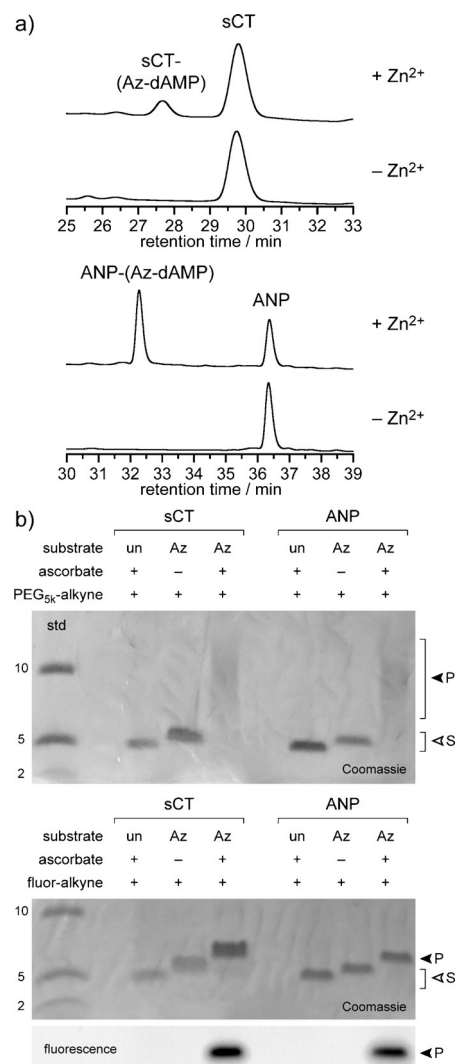 a)
sCT
sCT-
(Az-dAMP)
+ Zn²⁺
– Zn²⁺
25 26 27 28 29 30 31 32 33
retention time / min
ANP-(Az-dAMP)
ANP
+ Zn²⁺
– Zn²⁺
30 31 32 33 34 35 36 37 38 39
retention time / min
b)
sCT ANP
substrate un Az Az un Az Az
ascorbate + – + + – +
PEG₅ₖ-alkyne + + + + + +
std
10
P
5
S
2
Coomassie
sCT ANP
substrate un Az Az un Az Az
ascorbate + – + + – +
fluor-alkyne + + + + + +
10
P
5
S
2
Coomassie
fluorescence
P